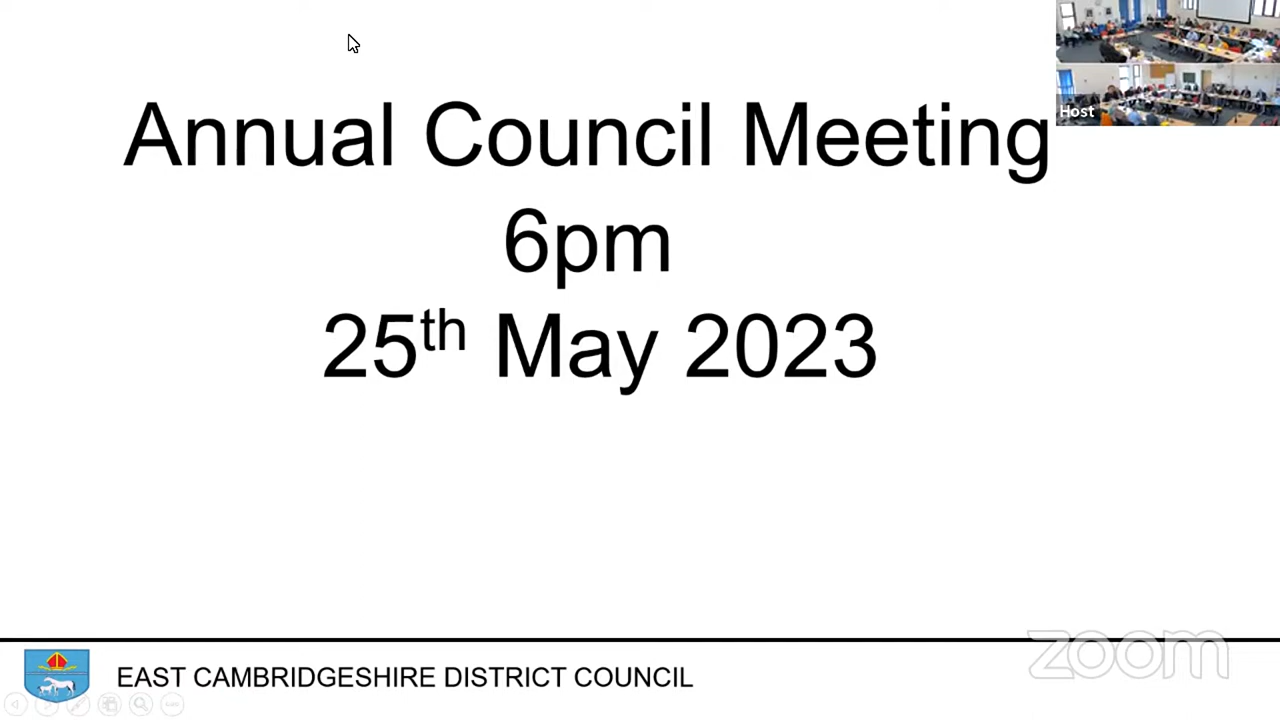 Annual Council Meeting
6pm
25th May 2023
Host
EAST CAMBRIDGESHIRE DISTRICT COUNCIL
zoom